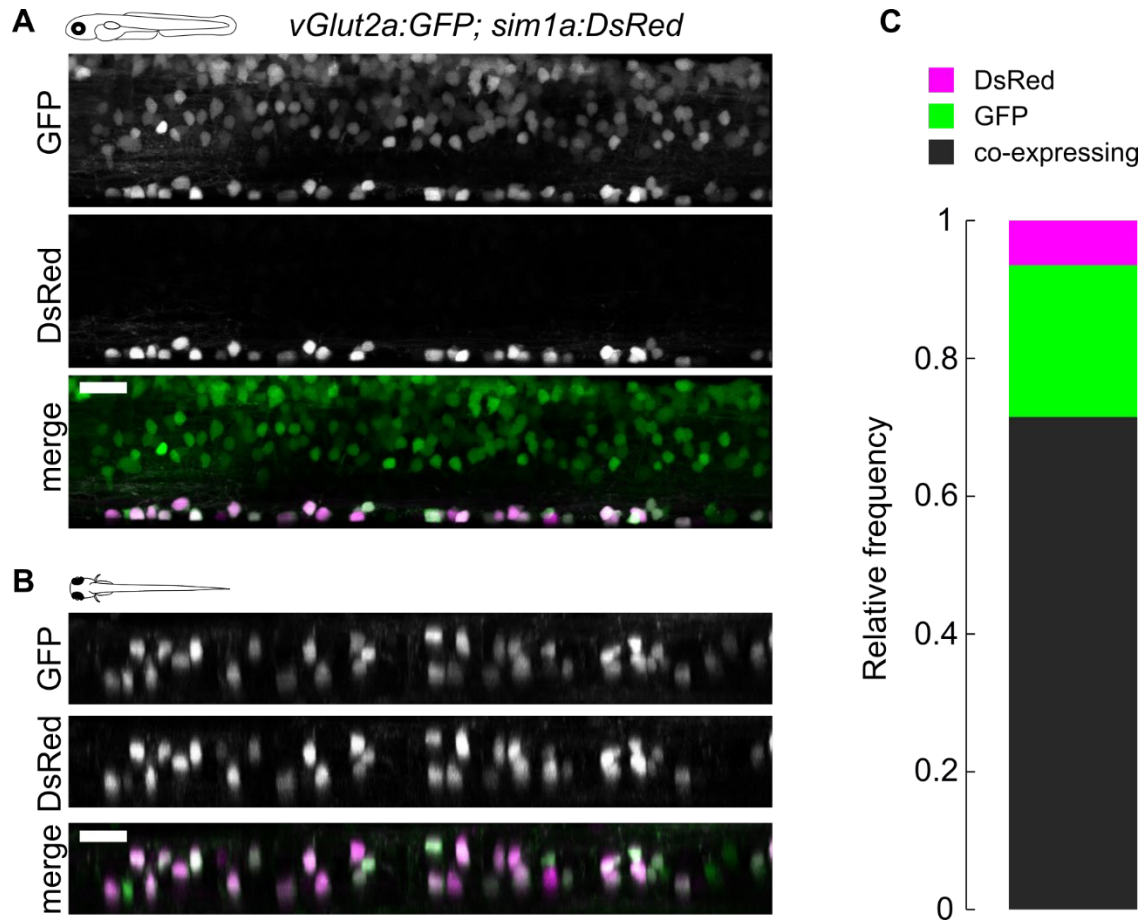 A
vGlut2a:GFP; sim1a:DsRed
GFP
DsRed
merge
B
GFP
DsRed
merge
C
DsRed
GFP
co-expressing
Relative frequency
1
0.8
0.6
0.4
0.2
0